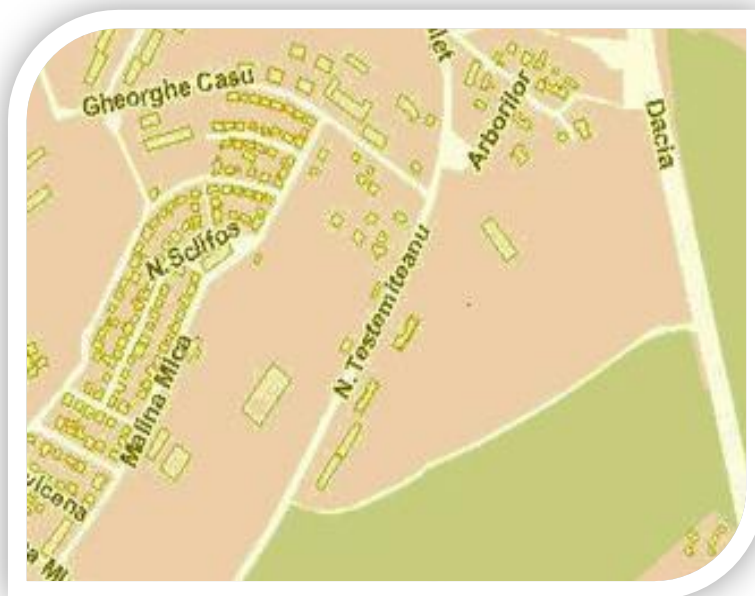 Gheorghe Casu
Arborilor
Dacia
N. Sclifos
N. Testemiteanu
Malina Mica